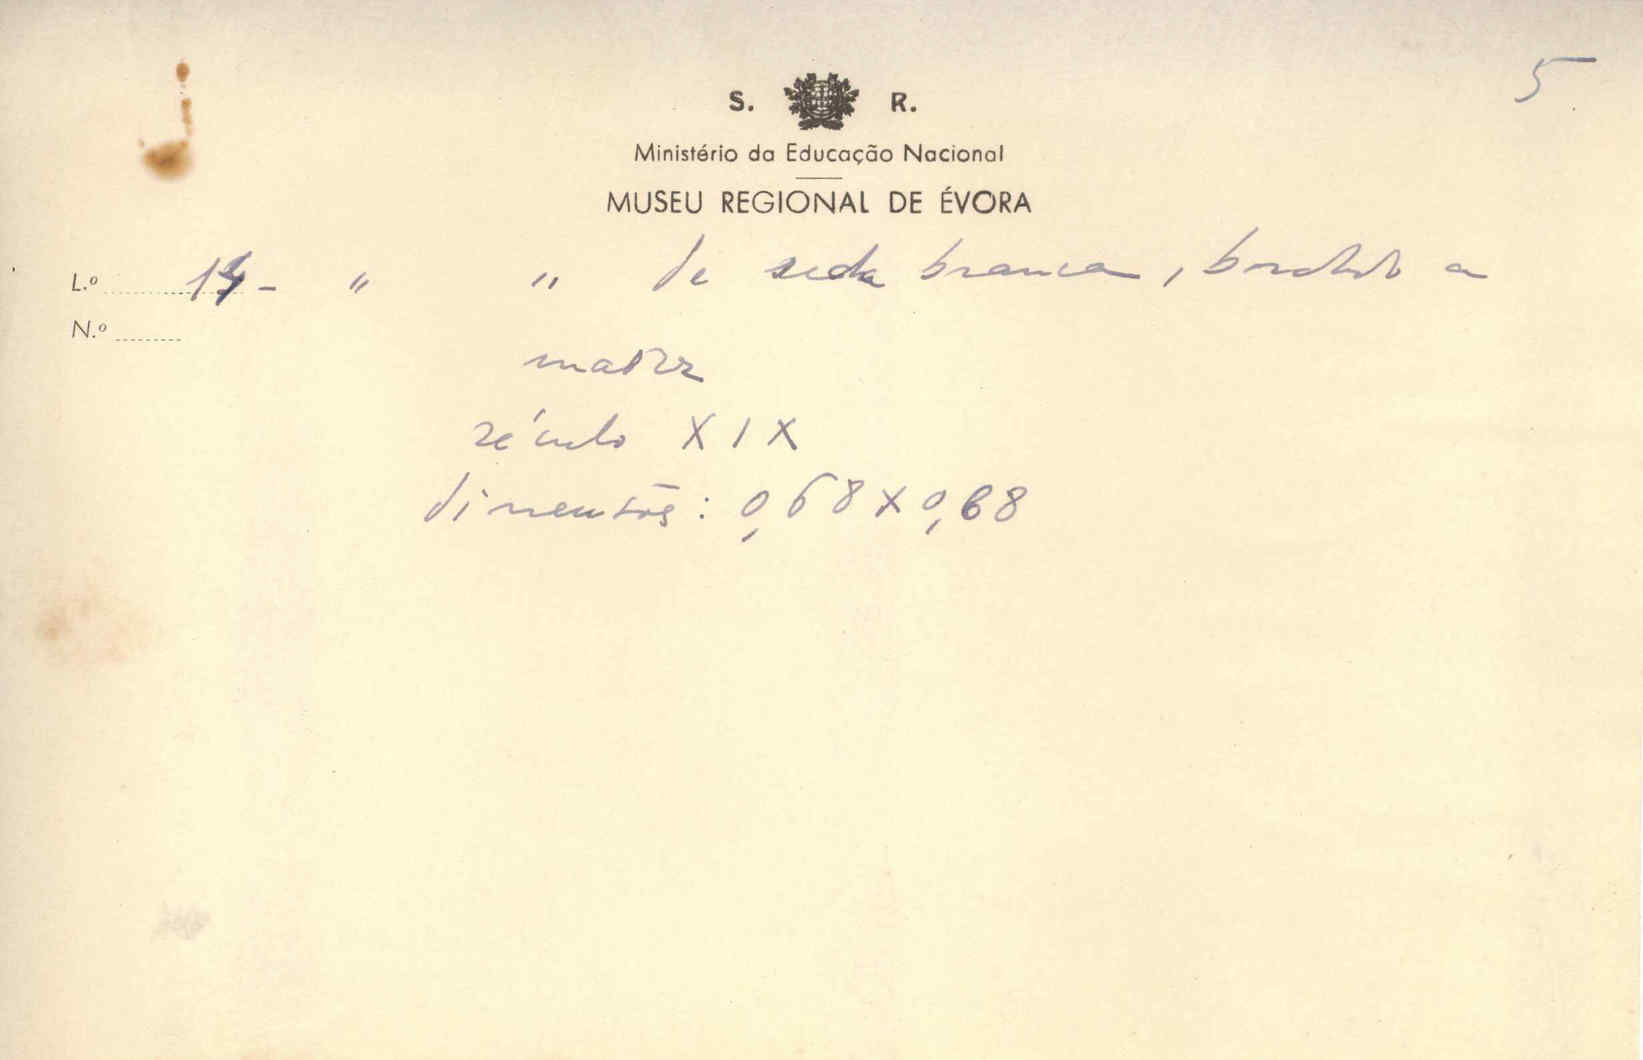 5
S. R.
Ministério da Educação Nacional
MUSEU REGIONAL DE ÉVORA
L.º 14 - " " de seda branca, bordado a
N.º
matiz
século XIX
dimensões: 0,68 x 0,68